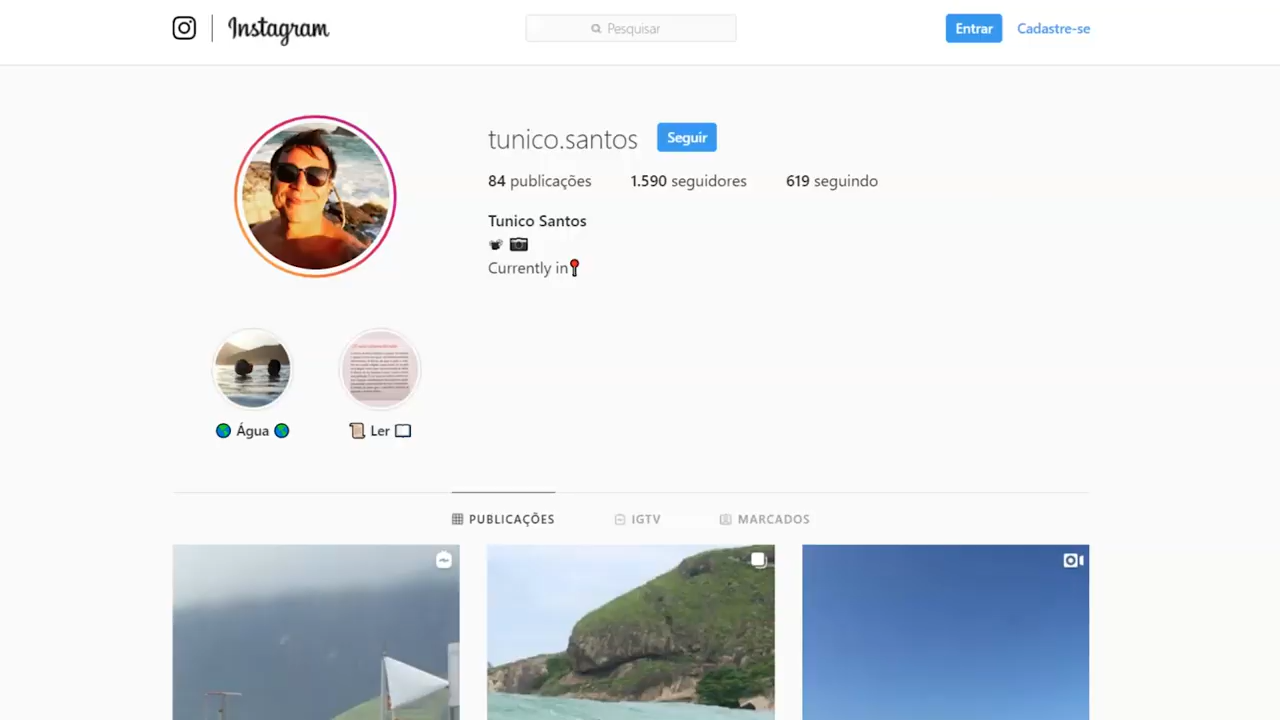 Instagram
Pesquisar
Entrar
Cadastre-se
tunico.santos
Seguir
84 publicações
1.590 seguidores
619 seguindo
Tunico Santos
Currently in
Água
Ler
PUBLICAÇÕES
IGTV
MARCADOS